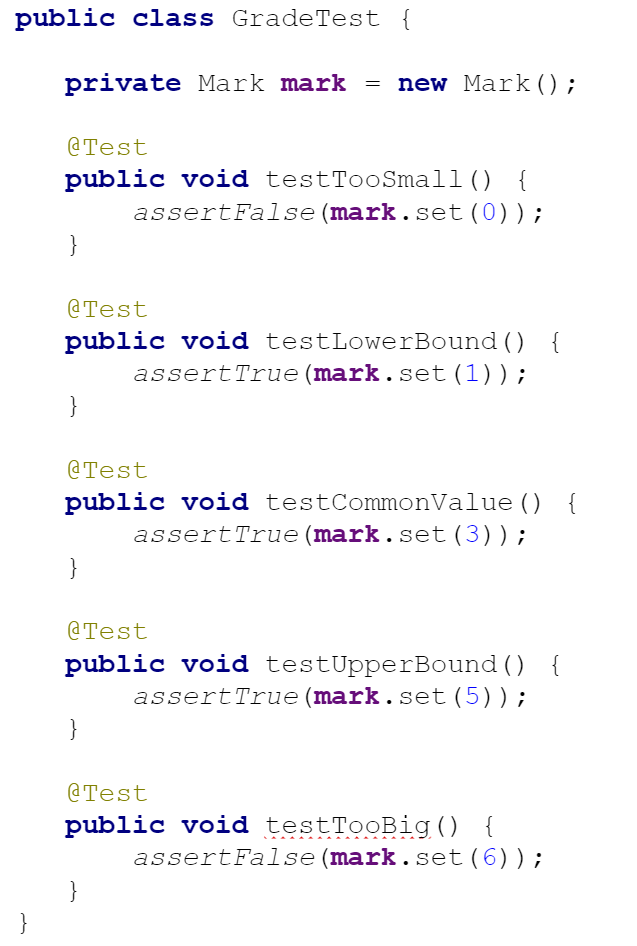 public class GradeTest {
private Mark mark = new Mark();
@Test
public void testTooSmall() {
assertFalse(mark.set(0));
}
@Test
public void testLowerBound() {
assertTrue(mark.set(1));
}
@Test
public void testCommonValue() {
assertTrue(mark.set(3));
}
@Test
public void testUpperBound() {
assertTrue(mark.set(5));
}
@Test
public void testTooBig() {
assertFalse(mark.set(6));
}
}